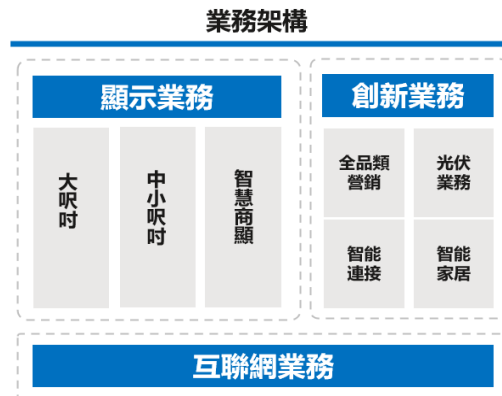 業務架構
顯示業務
大呎吋
中小呎吋
智慧商顯
創新業務
全品類
營銷
光伏
業務
智能
連接
智能
家居
互聯網業務